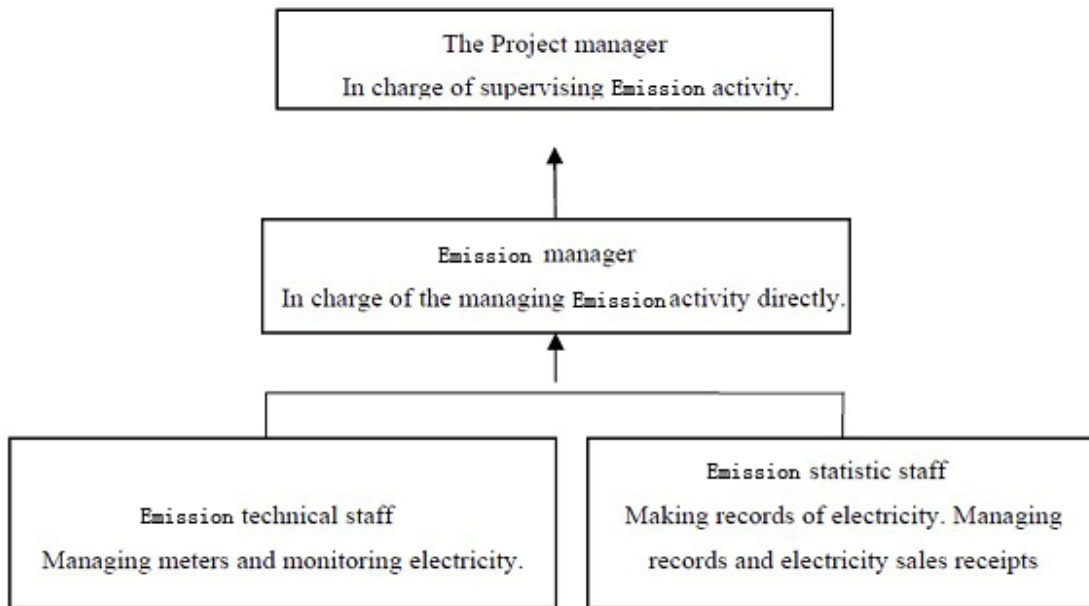 The Project manager
In charge of supervising Emission activity.
Emission manager
In charge of the managing Emission activity directly.
Emission technical staff
Managing meters and monitoring electricity.
Emission statistic staff
Making records of electricity. Managing
records and electricity sales receipts